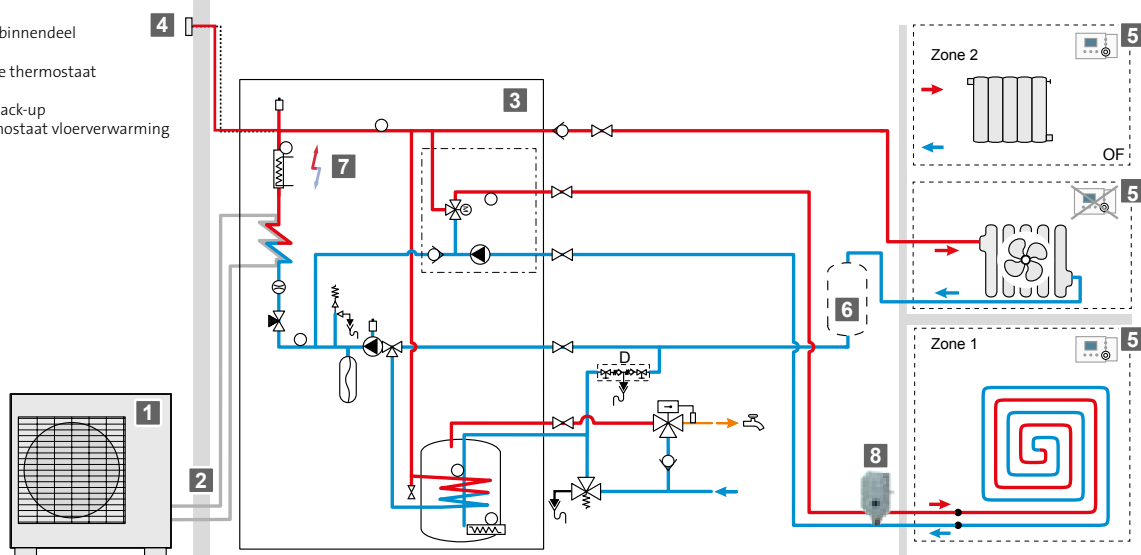 binnendeel
e thermostaat
ack-up
nostaat vloerverwarming
4
3
7
Zone 2
5
OF
5
6
Zone 1
5
D
1
2
8